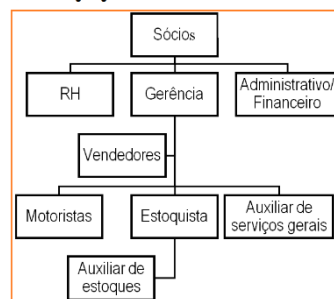 Sócios
RH
Gerência
Administrativo/
Financeiro
Vendedores
Motoristas
Estoquista
Auxiliar de
serviços gerais
Auxiliar de
estoques